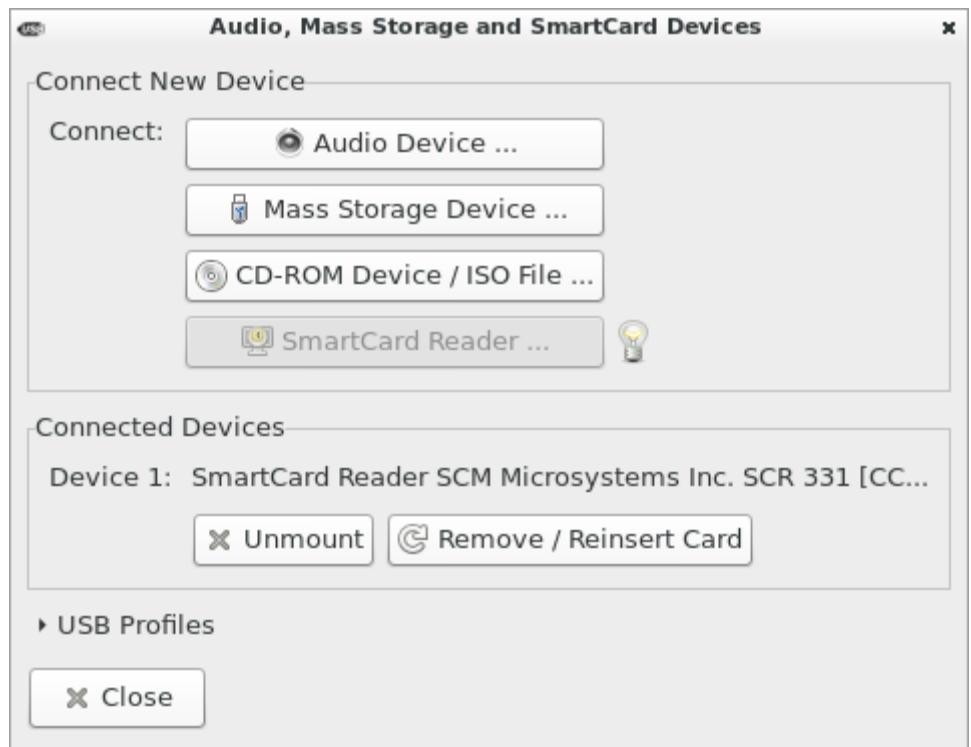 Audio, Mass Storage and SmartCard Devices
Connect New Device
Connect:
Audio Device ...
Mass Storage Device ...
CD-ROM Device / ISO File ...
SmartCard Reader ...
Connected Devices
Device 1: SmartCard Reader SCM Microsystems Inc. SCR 331 [CC...
Unmount Remove / Reinsert Card
USB Profiles
Close